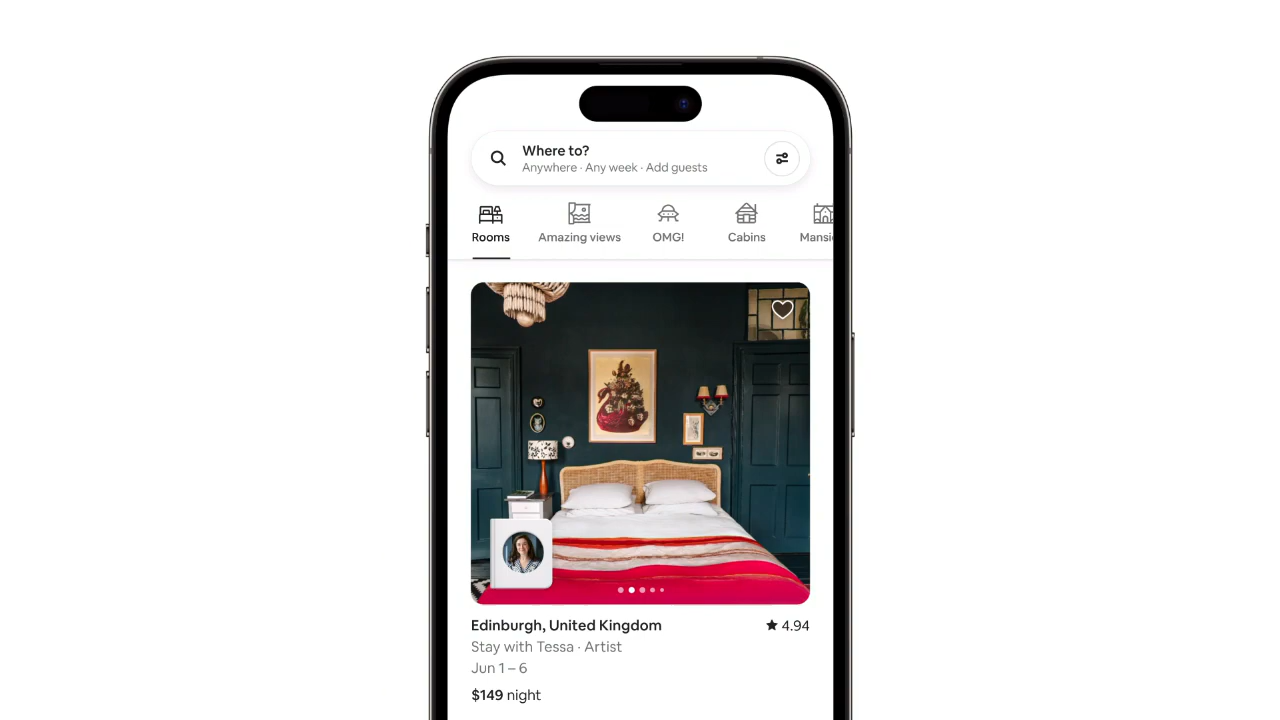 Where to?
Anywhere · Any week · Add guests
Rooms
Amazing views
OMG!
Cabins
Mansi
Edinburgh, United Kingdom
★ 4.94
Stay with Tessa · Artist
Jun 1 – 6
$149 night